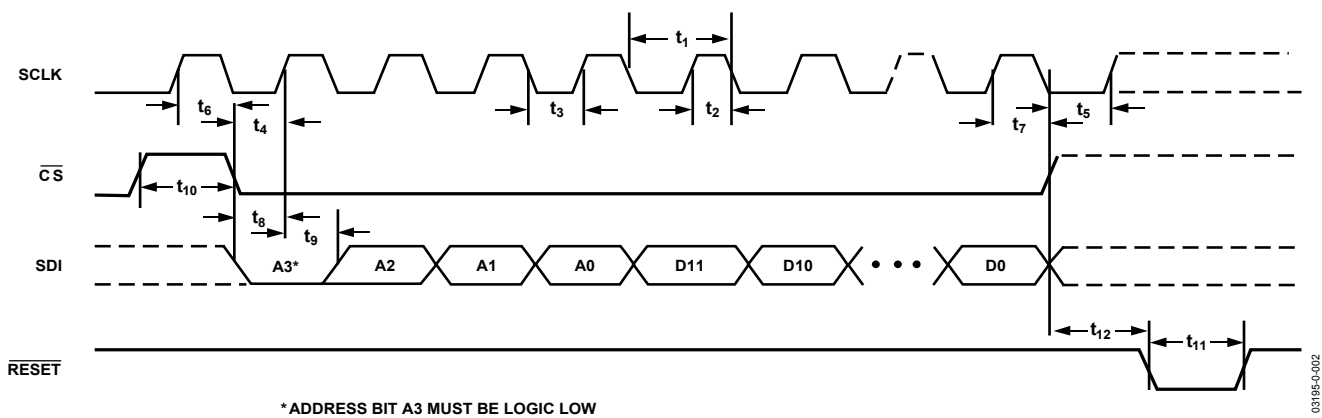 t1
SCLK
t6
t3
t2
t4
t7
t5
CS
t10
t8
t9
SDI
A3*
A2
A1
A0
D11
D10
• • •
D0
t12
t11
RESET
*ADDRESS BIT A3 MUST BE LOGIC LOW
03195-0-002